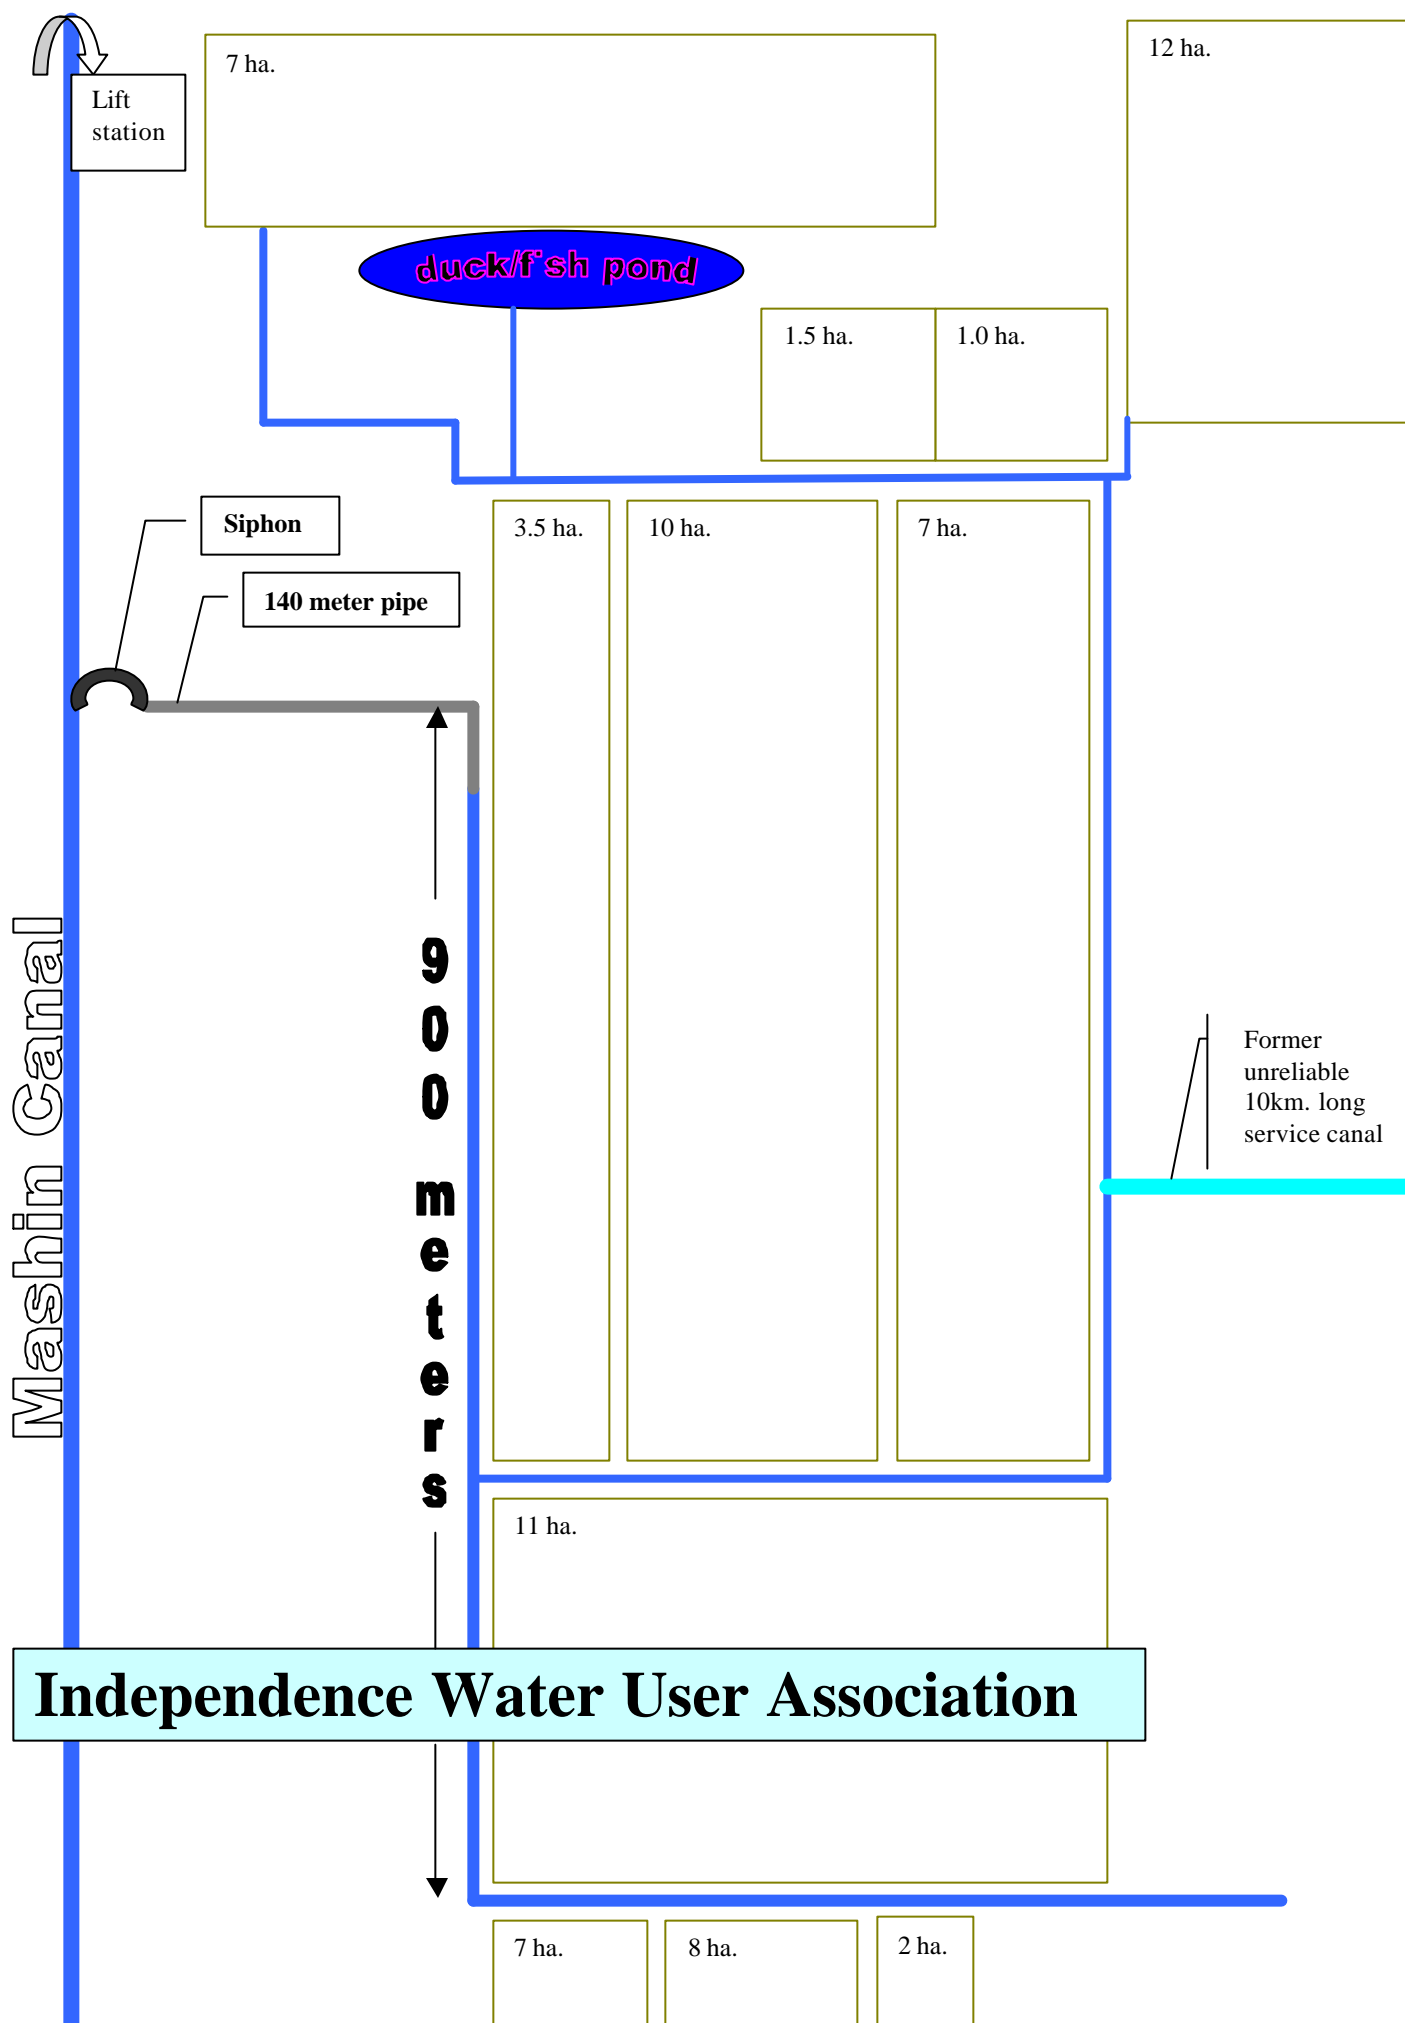 7 ha.
12 ha.
Lift
station
duck/fish pond
1.5 ha.
1.0 ha.
Siphon
3.5 ha.
10 ha.
7 ha.
140 meter pipe
Mashin Canal
900 meters
Former
unreliable
10km. long
service canal
11 ha.
Independence Water User Association
7 ha.
8 ha.
2 ha.